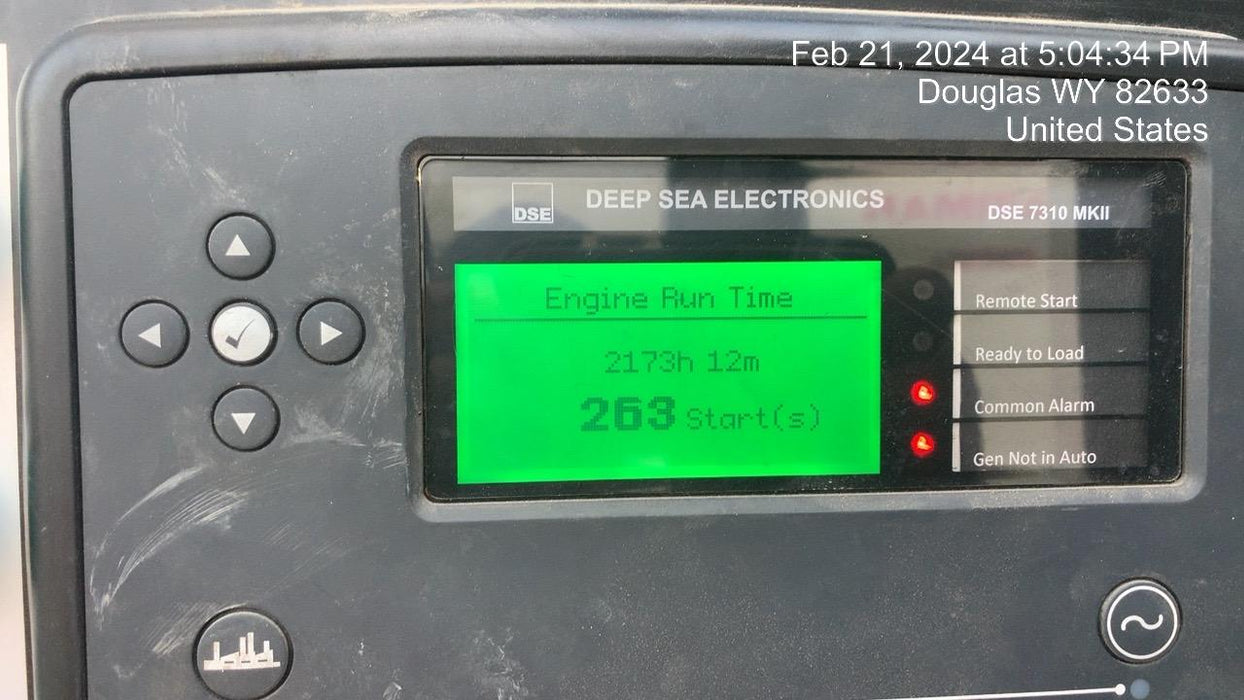 Feb 21, 2024 at 5:04:34 PM
Douglas WY 82633
United States
DSE
DEEP SEA ELECTRONICS
DSE 7310 MKII
Engine Run Time
2173h 12m
263 Start(s)
Remote Start
Ready to Load
Common Alarm
Gen Not in Auto